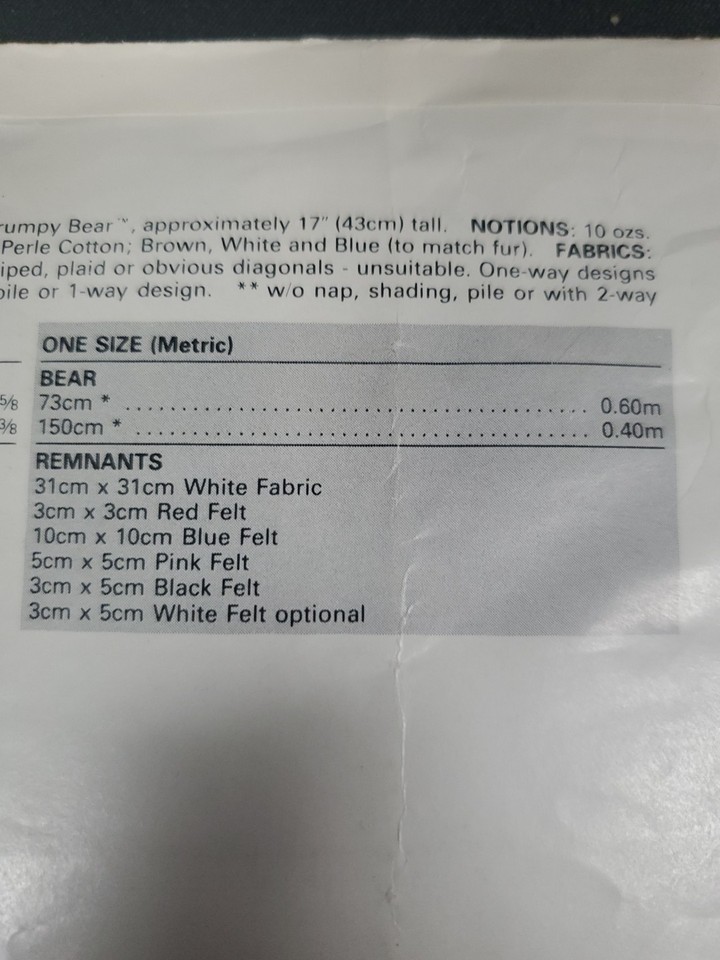 rumpy Bear™, approximately 17" (43cm) tall. NOTIONS: 10 ozs.
Perle Cotton; Brown, White and Blue (to match fur). FABRICS:
iped, plaid or obvious diagonals - unsuitable. One-way designs
pile or 1-way design. ** w/o nap, shading, pile or with 2-way
ONE SIZE (Metric)
BEAR
5/8 73cm * ........................................ 0.60m
3/8 150cm * ....................................... 0.40m
REMNANTS
31cm x 31cm White Fabric
3cm x 3cm Red Felt
10cm x 10cm Blue Felt
5cm x 5cm Pink Felt
3cm x 5cm Black Felt
3cm x 5cm White Felt optional